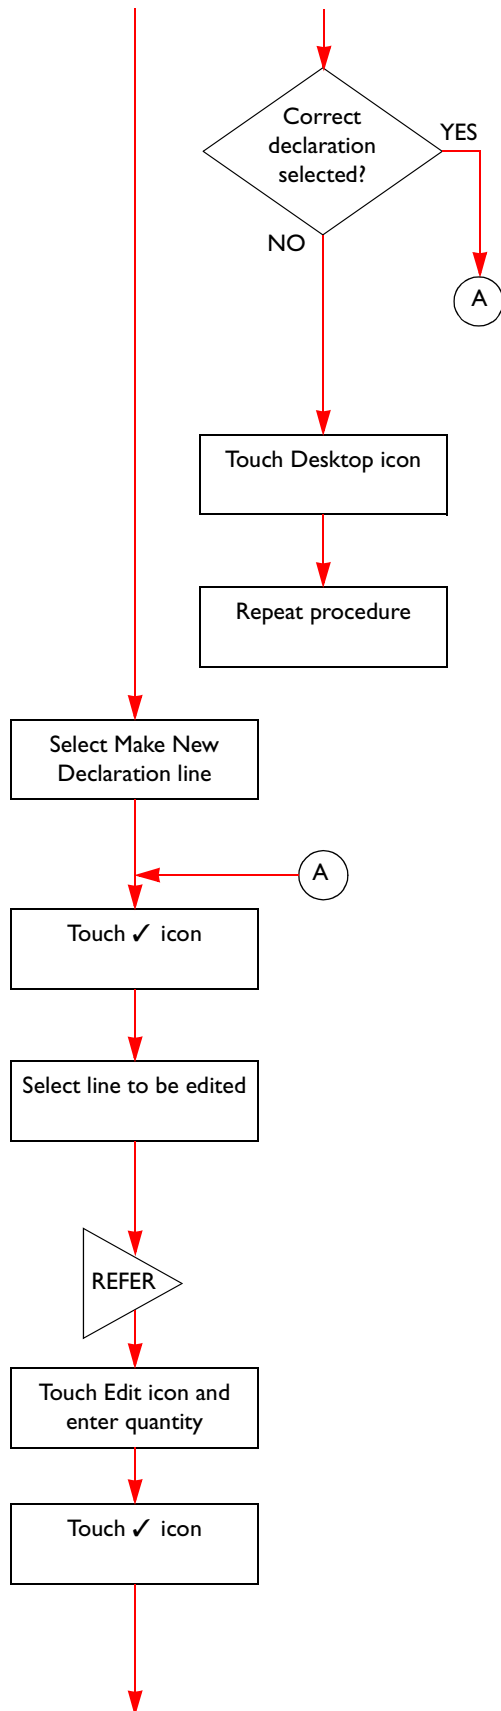 Correct
declaration
selected?
YES
NO
A
Touch Desktop icon
Repeat procedure
Select Make New
Declaration line
A
Touch ✓ icon
Select line to be edited
REFER
Touch Edit icon and
enter quantity
Touch ✓ icon